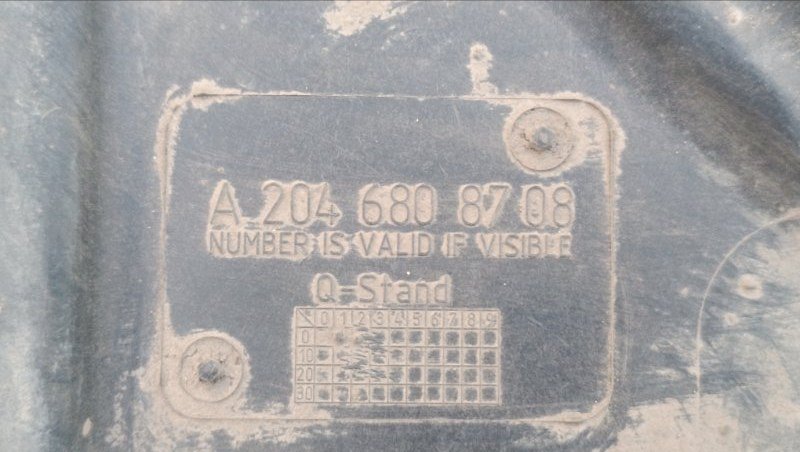 A 204 680 87 08
NUMBER IS VALID IF VISIBLE
Q-Stand
0 1 2 3 4 5 6 7 8 9
0
10
20
30